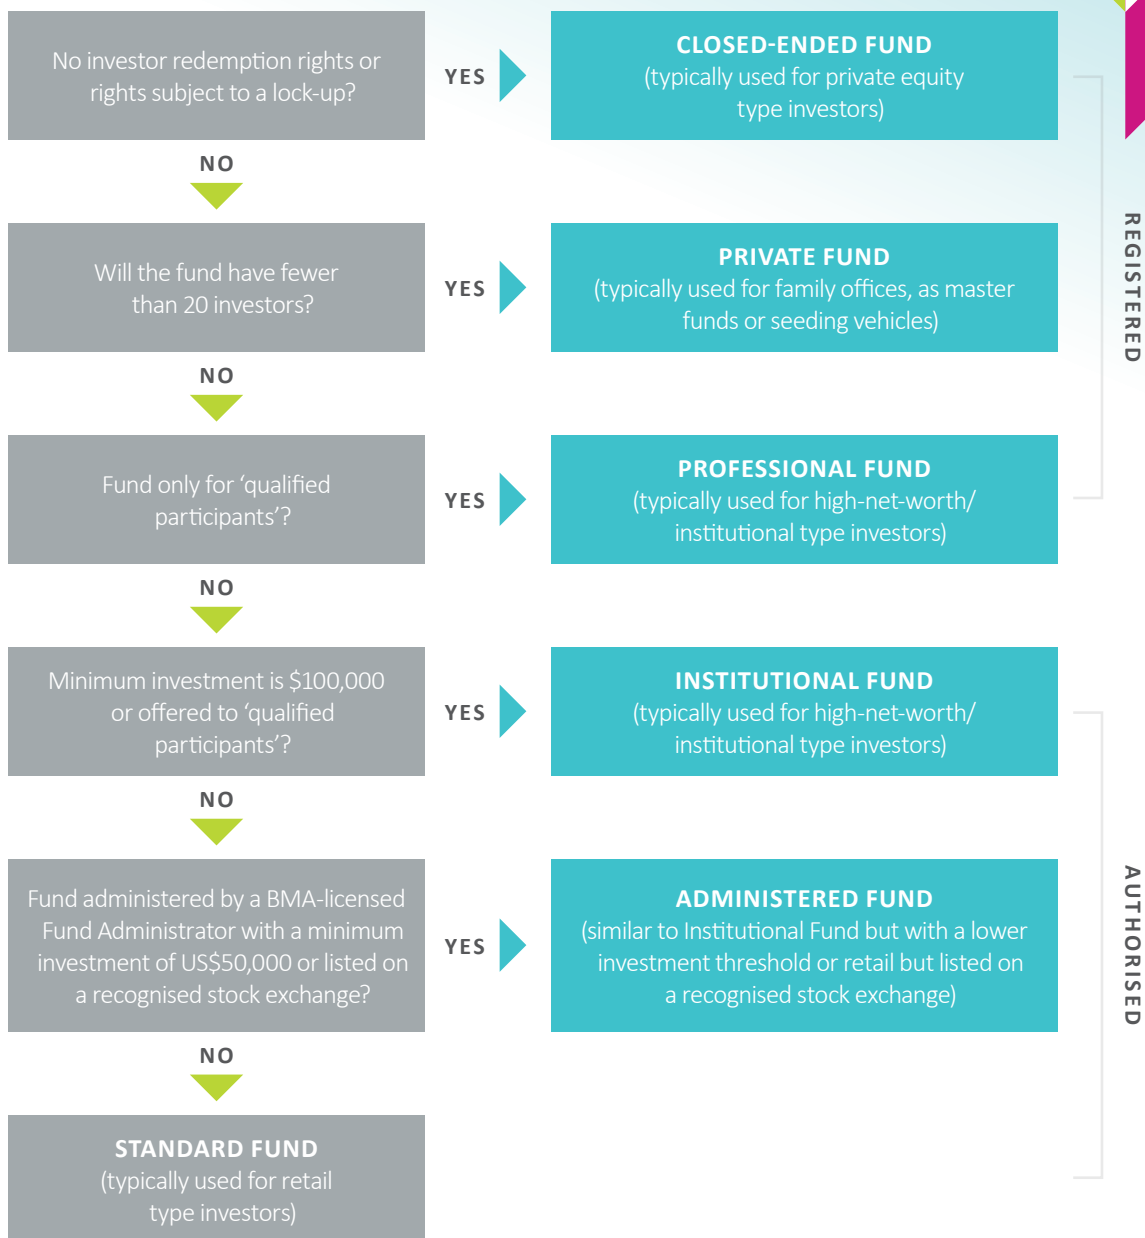 No investor redemption rights or
rights subject to a lock-up?
YES
CLOSED-ENDED FUND
(typically used for private equity
type investors)
NO
Will the fund have fewer
than 20 investors?
YES
PRIVATE FUND
(typically used for family offices, as master
funds or seeding vehicles)
NO
Fund only for ‘qualified
participants’?
YES
PROFESSIONAL FUND
(typically used for high-net-worth/
institutional type investors)
REGISTERED
NO
Minimum investment is $100,000
or offered to ‘qualified
participants’?
YES
INSTITUTIONAL FUND
(typically used for high-net-worth/
institutional type investors)
NO
Fund administered by a BMA-licensed
Fund Administrator with a minimum
investment of US$50,000 or listed on
a recognised stock exchange?
YES
ADMINISTERED FUND
(similar to Institutional Fund but with a lower
investment threshold or retail but listed on
a recognised stock exchange)
NO
STANDARD FUND
(typically used for retail
type investors)
AUTHORISED